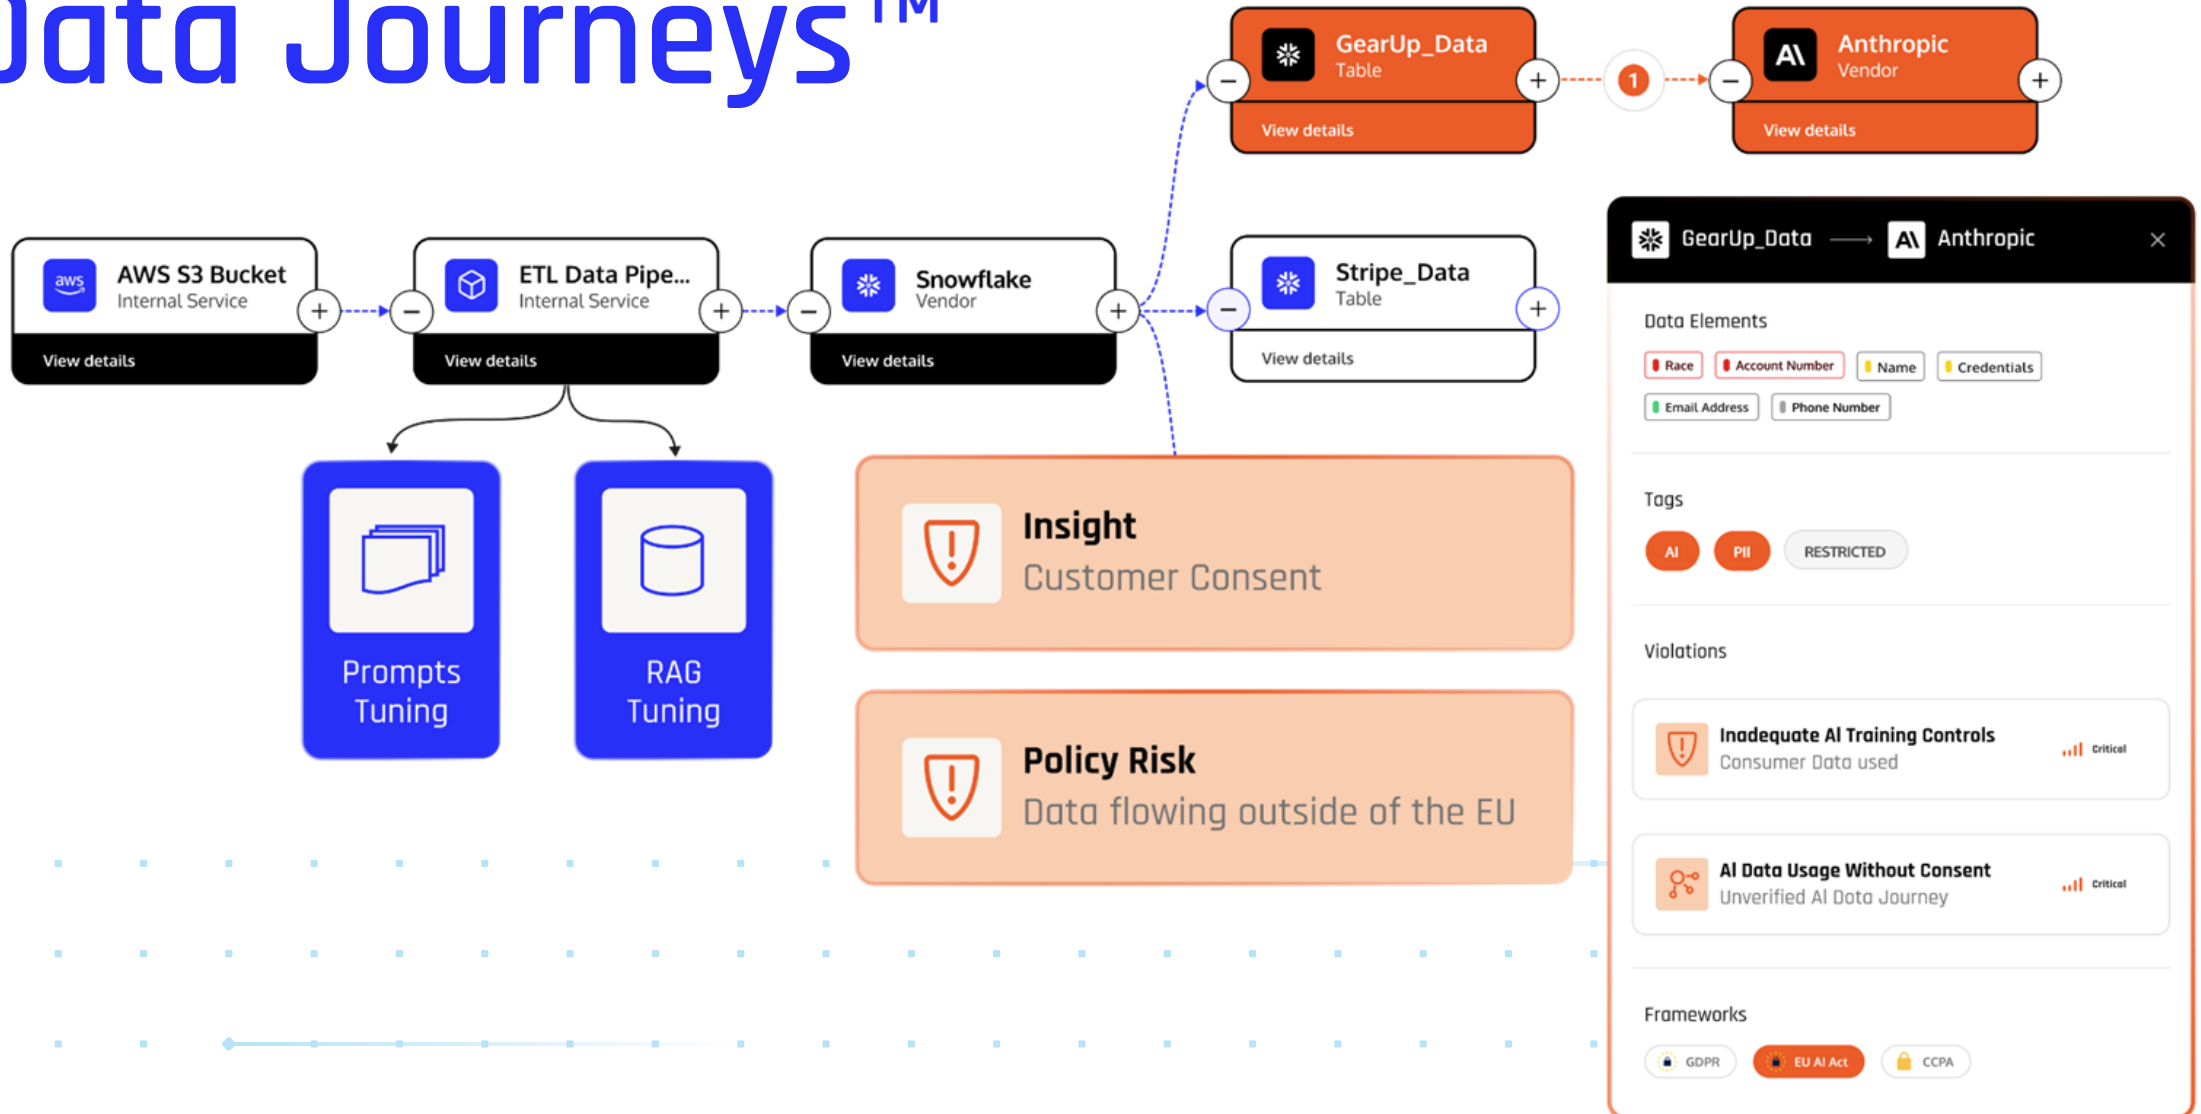 Data Journeys™
GearUp_Data
Table
View details
1
A\
Anthropic
Vendor
View details
aws
AWS S3 Bucket
Internal Service
View details
ETL Data Pipe...
Internal Service
View details
Snowflake
Vendor
View details
Stripe_Data
Table
View details
Prompts
Tuning
RAG
Tuning
Insight
Customer Consent
Policy Risk
Data flowing outside of the EU
GearUp_Data → A\ Anthropic ×
Data Elements
Race Account Number Name Credentials
Email Address Phone Number
Tags
AI PII RESTRICTED
Violations
Inadequate AI Training Controls
Consumer Data used
Critical
AI Data Usage Without Consent
Unverified AI Dota Journey
Critical
Frameworks
GDPR EU AI Act CCPA